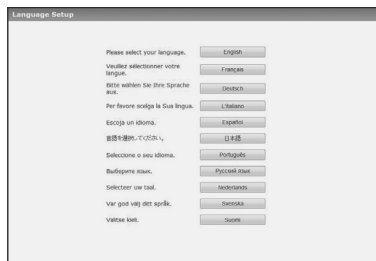 Language Setup
Please select your language.
English
Veuillez sélectionner votre
langue.
Français
Bitte wählen Sie Ihre Sprache
aus.
Deutsch
Per favore scelga la Sua lingua.
L'italiano
Escoja un idioma.
Español
言語を選択してください。
日本語
Seleccione o seu idioma.
Português
Выберите язык.
Русский язык
Selecteer uw taal.
Nederlands
Var god välj ditt språk.
Svenska
Valitse kieli.
Suomi